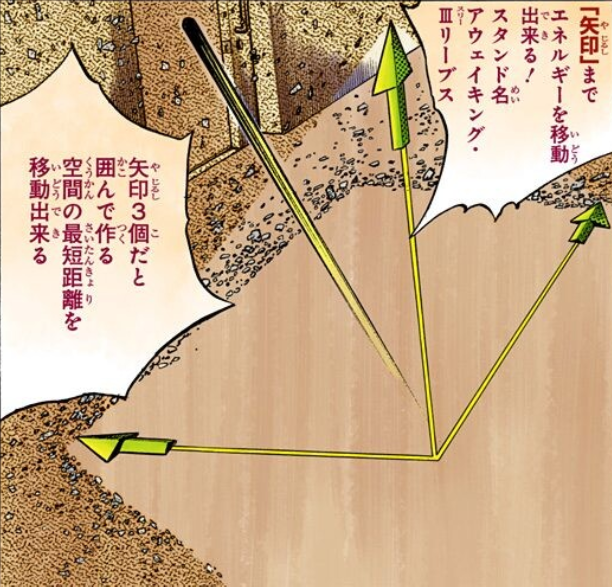 「矢印」まで
エネルギーを移動
出来る!
スタンド名
アウェイキング・
Ⅲリーブス
矢印3個だと
囲んで作る
空間の最短距離を
移動出来る